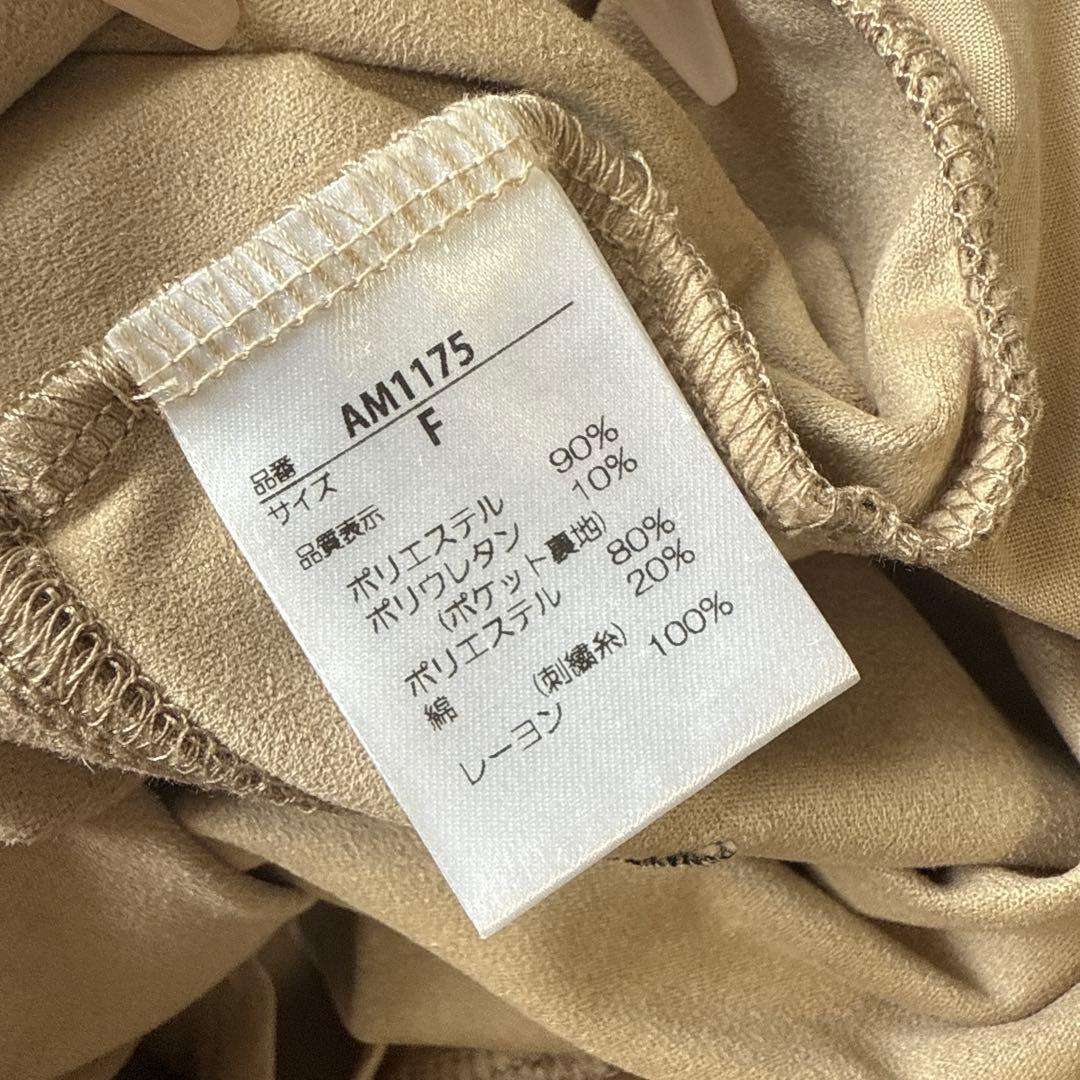 品番 AM1175
サイズ F
品質表示
ポリエステル 90%
ポリウレタン 10%
(ポケット裏地)
ポリエステル 80%
綿 20%
(刺繍糸)
レーヨン 100%